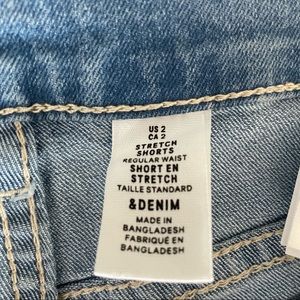 US 2
CA 2
STRETCH
SHORTS
REGULAR WAIST
SHORT EN
STRETCH
TAILLE STANDARD
&DENIM
MADE IN
BANGLADESH
FABRIQUÉ EN
BANGLADESH